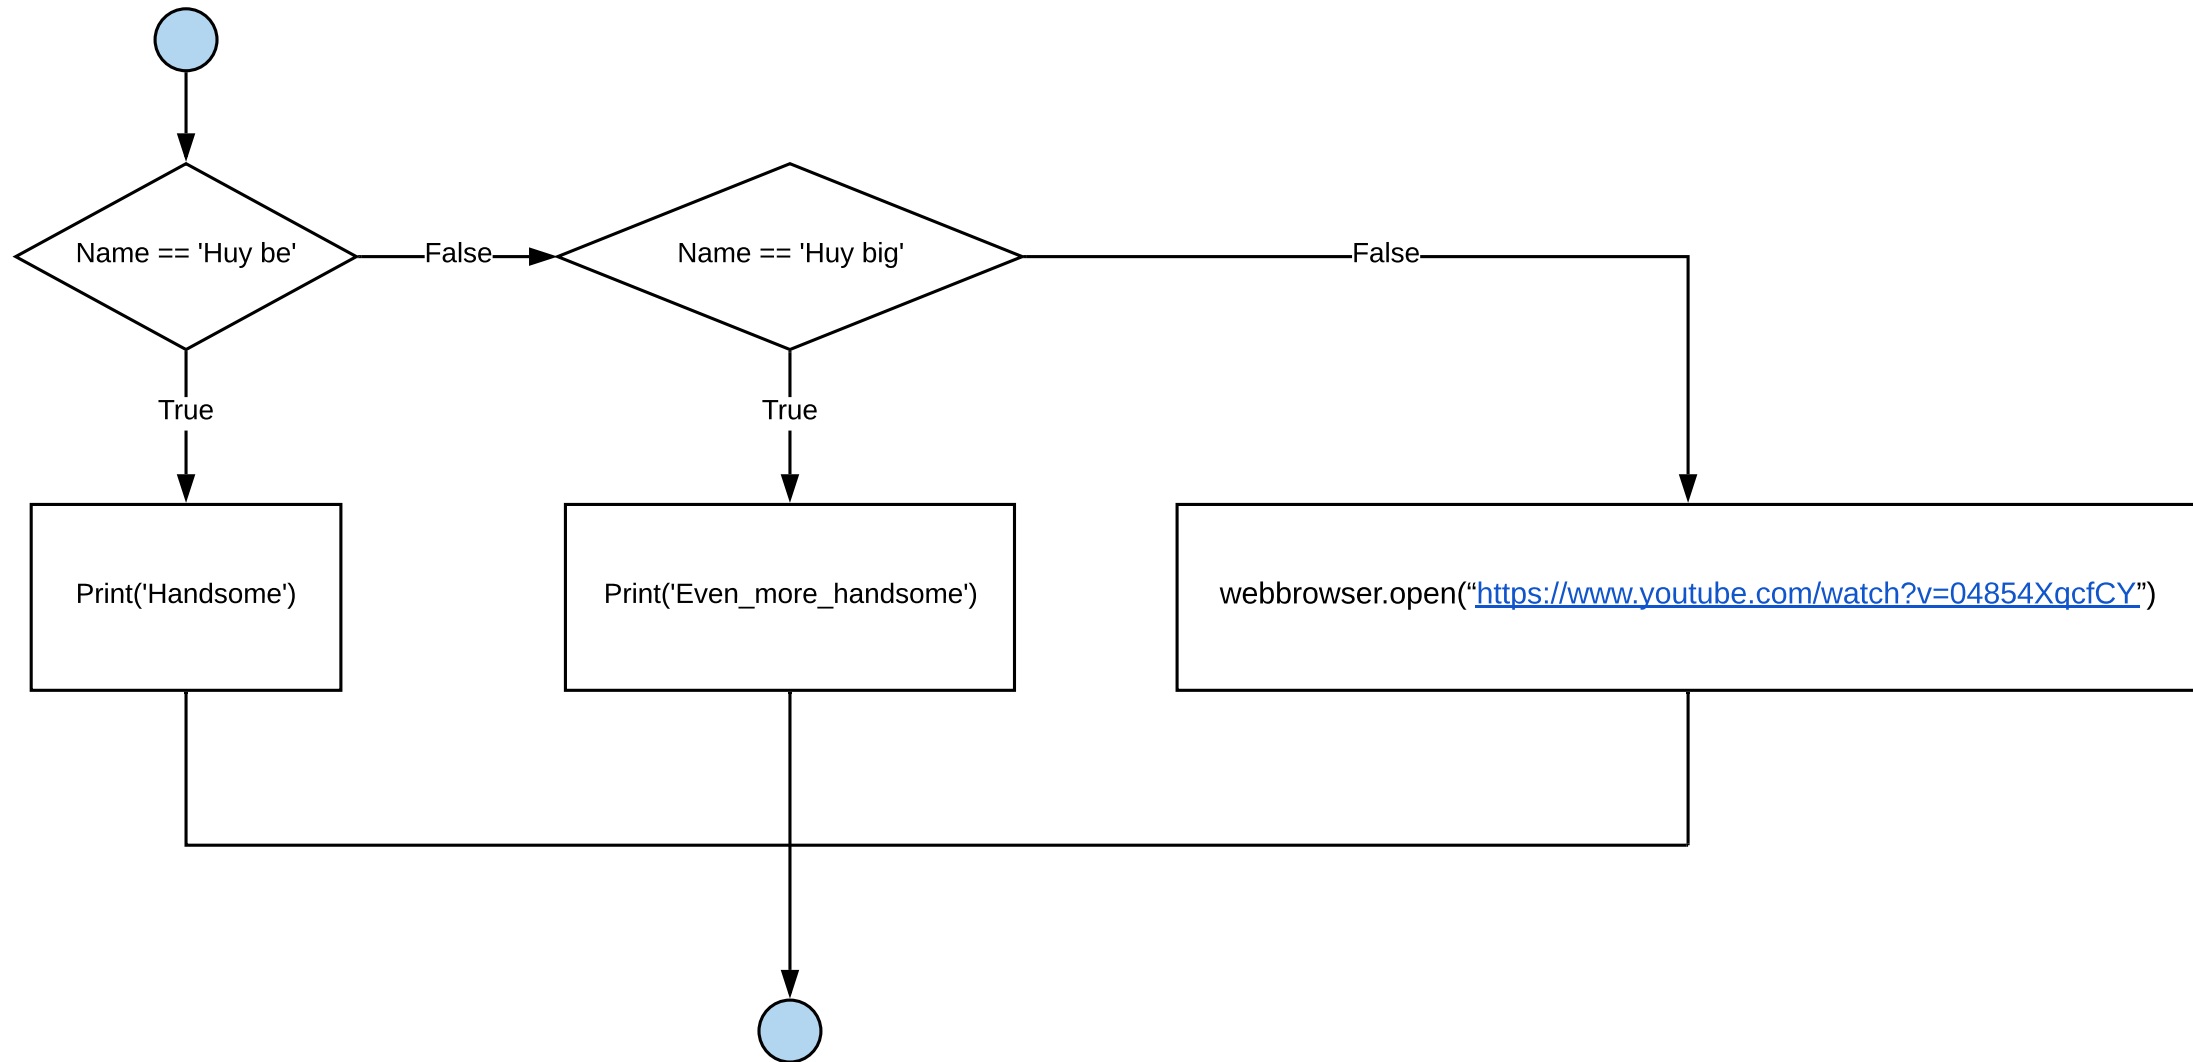 Name == 'Huy be'
False
Name == 'Huy big'
False
True
True
Print('Handsome')
Print('Even_more_handsome')
webbrowser.open(“https://www.youtube.com/watch?v=04854XqcfCY”)